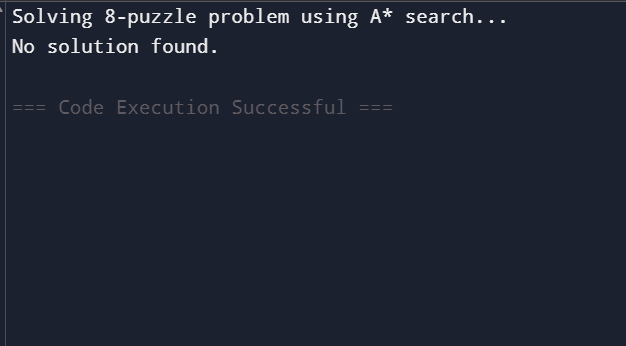 Solving 8-puzzle problem using A* search...
No solution found.
=== Code Execution Successful ===